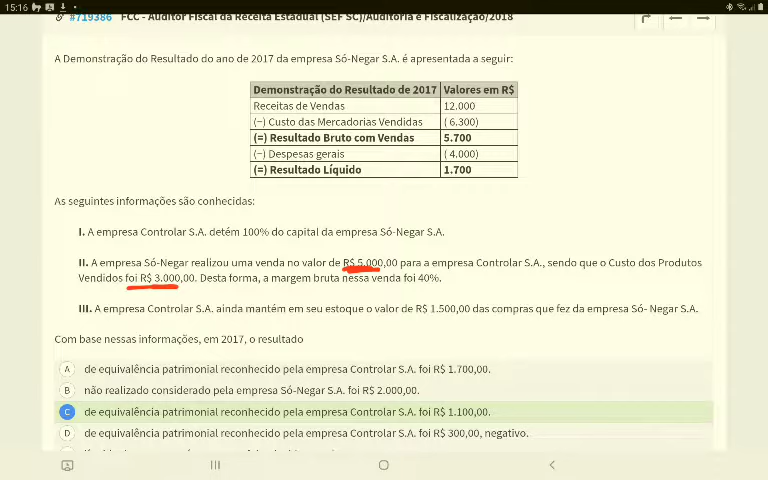 15:16
#719386 FCC - Auditor Fiscal da Receita Estadual (SEF SC)/Auditoria e Fiscalização/2018
A Demonstração do Resultado do ano de 2017 da empresa Só-Negar S.A. é apresentada a seguir:
Demonstração do Resultado de 2017 Valores em R$
Receitas de Vendas 12.000
(−) Custo das Mercadorias Vendidas ( 6.300)
(=) Resultado Bruto com Vendas 5.700
(−) Despesas gerais ( 4.000)
(=) Resultado Líquido 1.700
As seguintes informações são conhecidas:
I. A empresa Controlar S.A. detém 100% do capital da empresa Só-Negar S.A.
II. A empresa Só-Negar realizou uma venda no valor de R$ 5.000,00 para a empresa Controlar S.A., sendo que o Custo dos Produtos
Vendidos foi R$ 3.000,00. Desta forma, a margem bruta nessa venda foi 40%.
III. A empresa Controlar S.A. ainda mantém em seu estoque o valor de R$ 1.500,00 das compras que fez da empresa Só- Negar S.A.
Com base nessas informações, em 2017, o resultado
A de equivalência patrimonial reconhecido pela empresa Controlar S.A. foi R$ 1.700,00.
B não realizado considerado pela empresa Só-Negar S.A. foi R$ 2.000,00.
C de equivalência patrimonial reconhecido pela empresa Controlar S.A. foi R$ 1.100,00.
D de equivalência patrimonial reconhecido pela empresa Controlar S.A. foi R$ 300,00, negativo.